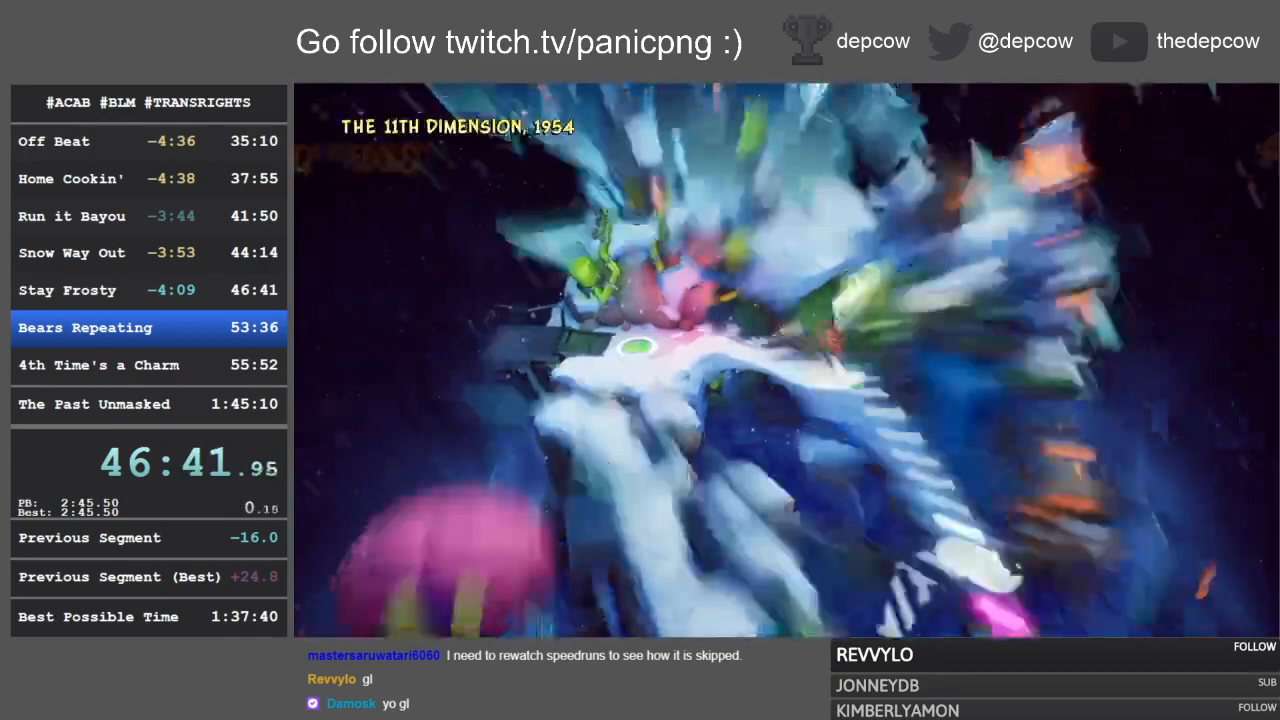 Go follow twitch.tv/panicpng :)
depcow
@depcow
thedepcow
#ACAB #BLM #TRANSRIGHTS
Off Beat -4:36 35:10
Home Cookin' -4:38 37:55
Run it Bayou -3:44 41:50
Snow Way Out -3:53 44:14
Stay Frosty -4:09 46:41
Bears Repeating 53:36
4th Time's a Charm 55:52
The Past Unmasked 1:45:10
46:41.95
PB: 2:45.50
Best: 2:45.50
0.18
Previous Segment -16.0
Previous Segment (Best) +24.8
Best Possible Time 1:37:40
THE 11TH DIMENSION, 1954
mastersaruwatari6060 I need to rewatch speedruns to see how it is skipped.
Revvylo gl
Damosk yo gl
REVVYLO FOLLOW
JONNEYDB SUB
KIMBERLYAMON FOLLOW